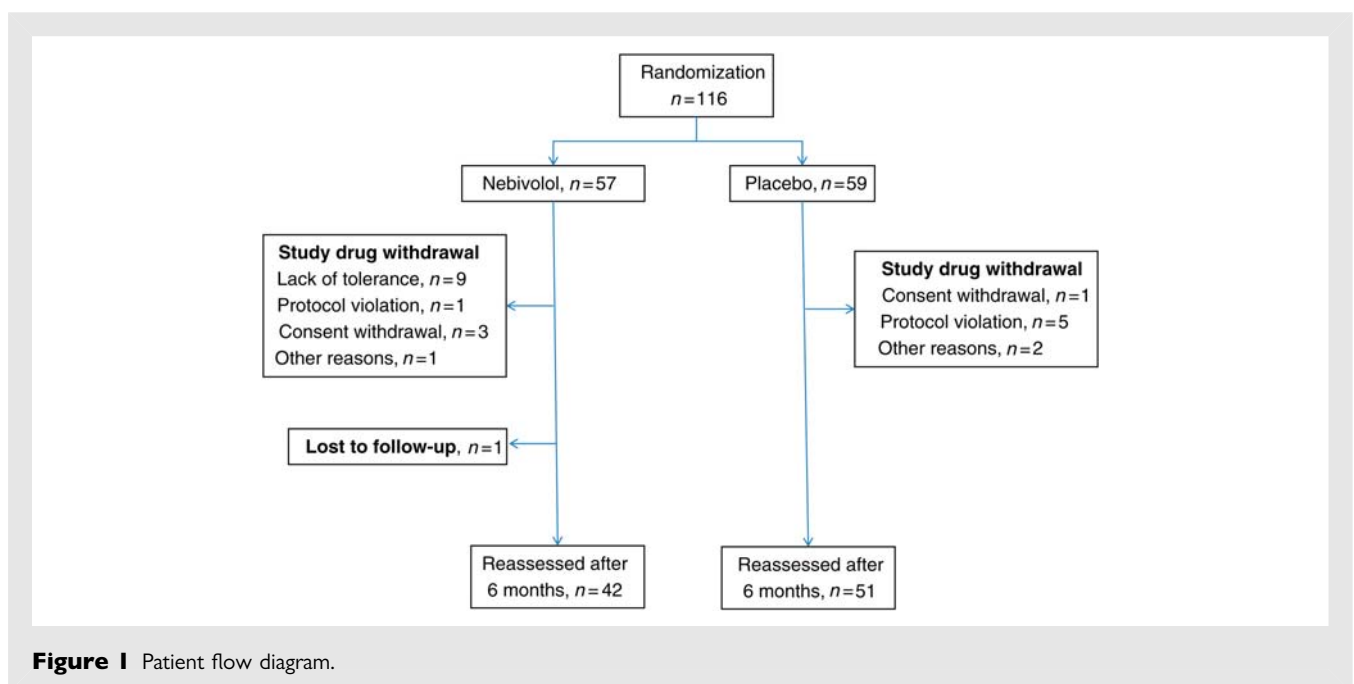 Randomization
n=116
Nebivolol, n=57
Placebo, n=59
Study drug withdrawal
Lack of tolerance, n=9
Protocol violation, n=1
Consent withdrawal, n=3
Other reasons, n=1
Study drug withdrawal
Consent withdrawal, n=1
Protocol violation, n=5
Other reasons, n=2
Lost to follow-up, n=1
Reassessed after
6 months, n=42
Reassessed after
6 months, n=51
Figure 1 Patient flow diagram.